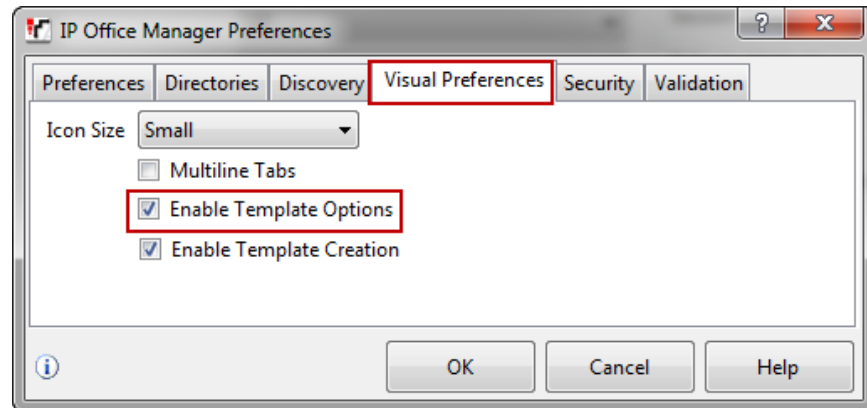 IP Office Manager Preferences
Preferences Directories Discovery Visual Preferences Security Validation
Icon Size Small
Multiline Tabs
Enable Template Options
Enable Template Creation
OK Cancel Help